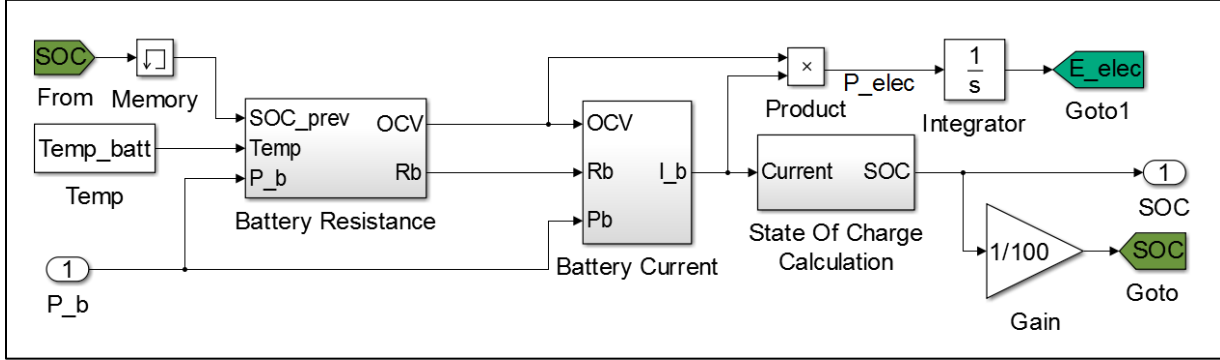 SOC
From
Memory
Temp_batt
Temp
SOC_prev
Temp
P_b
OCV
Rb
Battery Resistance
1
P_b
OCV
Rb
Pb
I_b
Battery Current
×
Product
P_elec
1
s
Integrator
E_elec
Goto1
Current
SOC
State Of Charge
Calculation
1
SOC
1/100
Gain
SOC
Goto